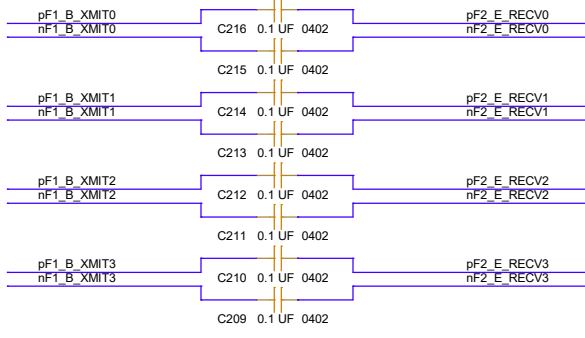 pF1_B_XMIT0 pF2_E_RECV0
nF1_B_XMIT0 nF2_E_RECV0
C216 0.1 UF 0402
C215 0.1 UF 0402
pF1_B_XMIT1 pF2_E_RECV1
nF1_B_XMIT1 nF2_E_RECV1
C214 0.1 UF 0402
C213 0.1 UF 0402
pF1_B_XMIT2 pF2_E_RECV2
nF1_B_XMIT2 nF2_E_RECV2
C212 0.1 UF 0402
C211 0.1 UF 0402
pF1_B_XMIT3 pF2_E_RECV3
nF1_B_XMIT3 nF2_E_RECV3
C210 0.1 UF 0402
C209 0.1 UF 0402